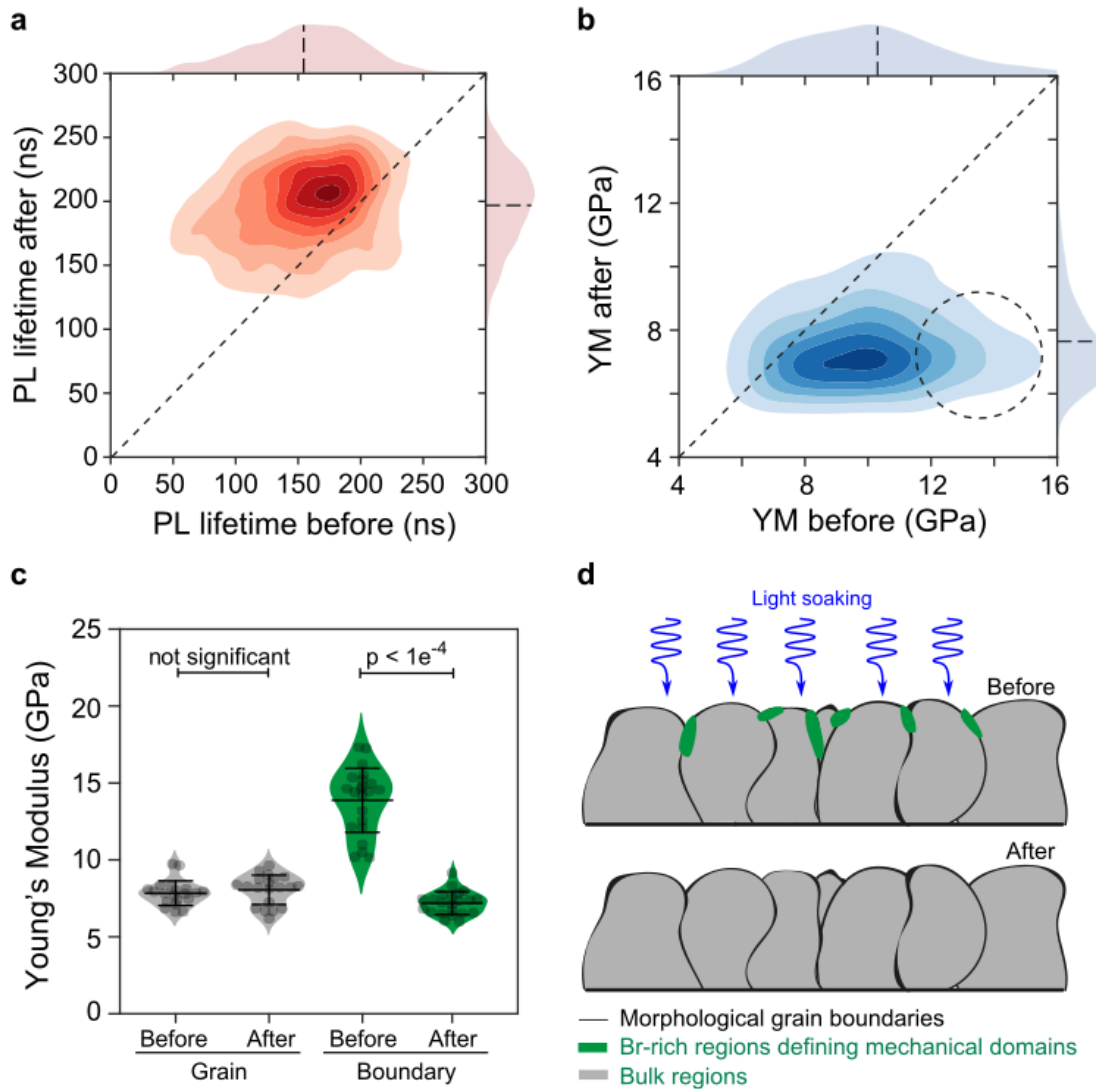 a
300
250
200
150
100
50
0
PL lifetime after (ns)
0 50 100 150 200 250 300
PL lifetime before (ns)
b
16
12
8
4
YM after (GPa)
4 8 12 16
YM before (GPa)
c
25
20
15
10
5
0
Young's Modulus (GPa)
not significant
p < 1e⁻⁴
Before After Before After
Grain Boundary
d
Light soaking
Before
After
Morphological grain boundaries
Br-rich regions defining mechanical domains
Bulk regions